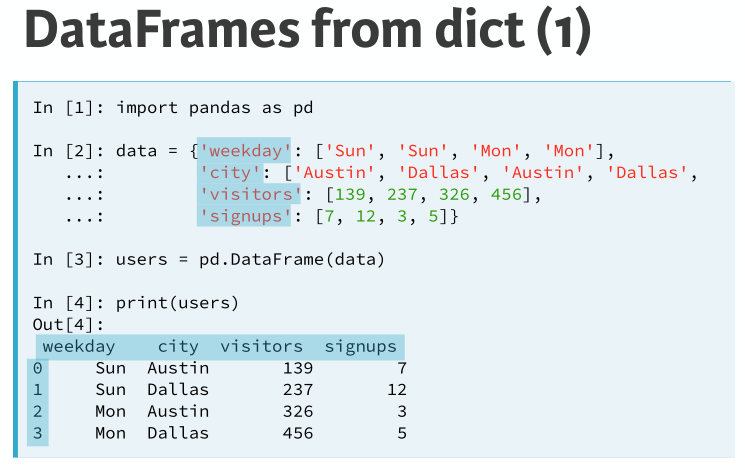 DataFrames from dict (1)
In [1]: import pandas as pd
In [2]: data = {'weekday': ['Sun', 'Sun', 'Mon', 'Mon'],
...: 'city': ['Austin', 'Dallas', 'Austin', 'Dallas',
...: 'visitors': [139, 237, 326, 456],
...: 'signups': [7, 12, 3, 5]}
In [3]: users = pd.DataFrame(data)
In [4]: print(users)
Out[4]:
weekday city visitors signups
0 Sun Austin 139 7
1 Sun Dallas 237 12
2 Mon Austin 326 3
3 Mon Dallas 456 5